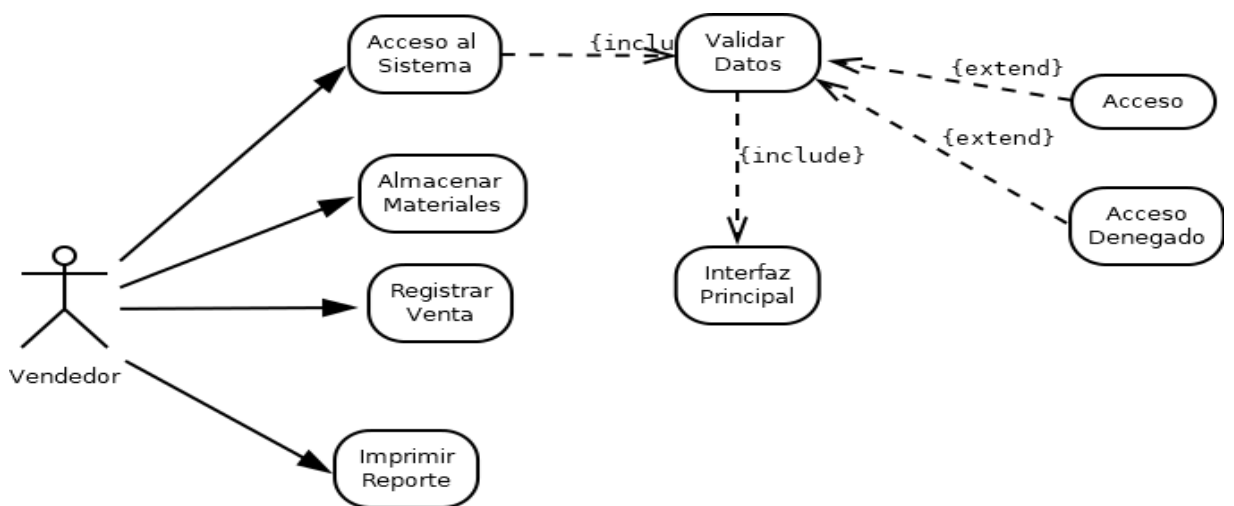 Acceso al
Sistema
{inclu
Validar
Datos
{extend}
Acceso
{extend}
{include}
Almacenar
Materiales
Acceso
Denegado
Registrar
Venta
Interfaz
Principal
Vendedor
Imprimir
Reporte